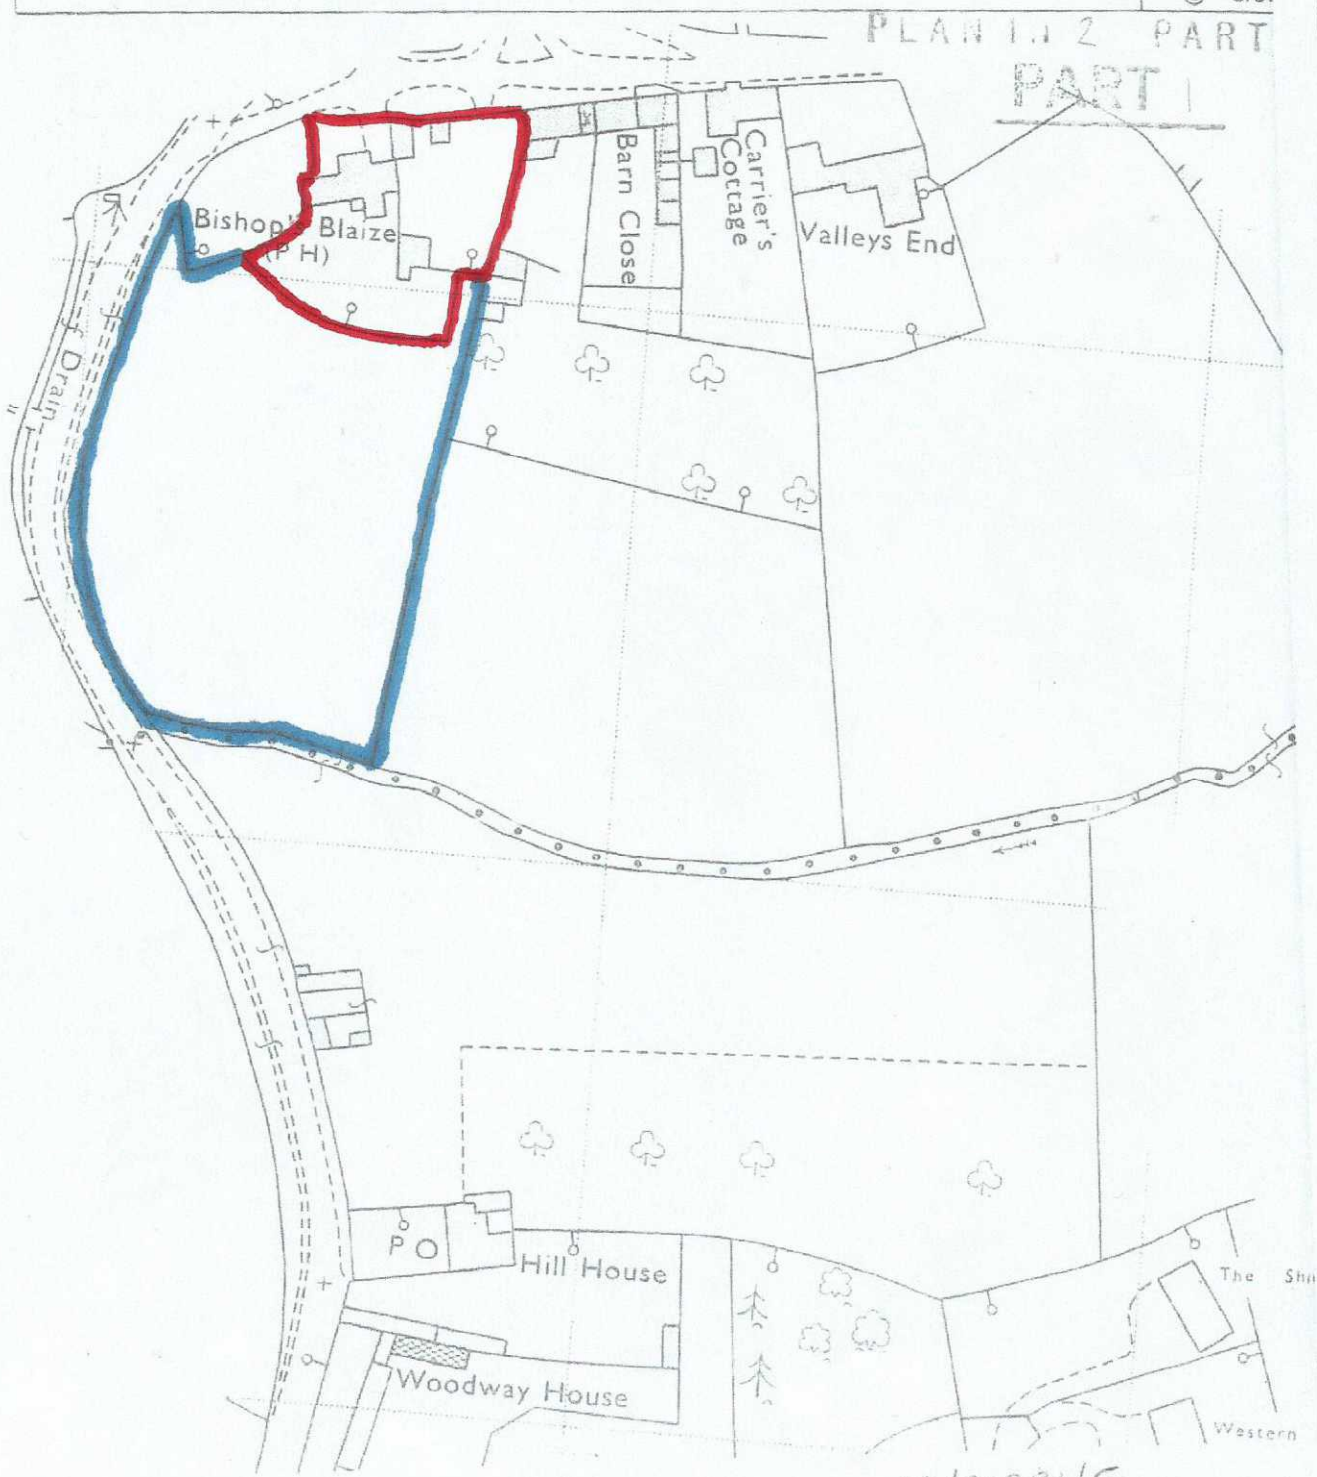 PLAN 1 2 PART
PART 1
Bishop's Blaize
(P H)
Barn Close
Carrier's
Cottage
Valleys End
Drain
P O
Hill House
Woodway House
The
Western